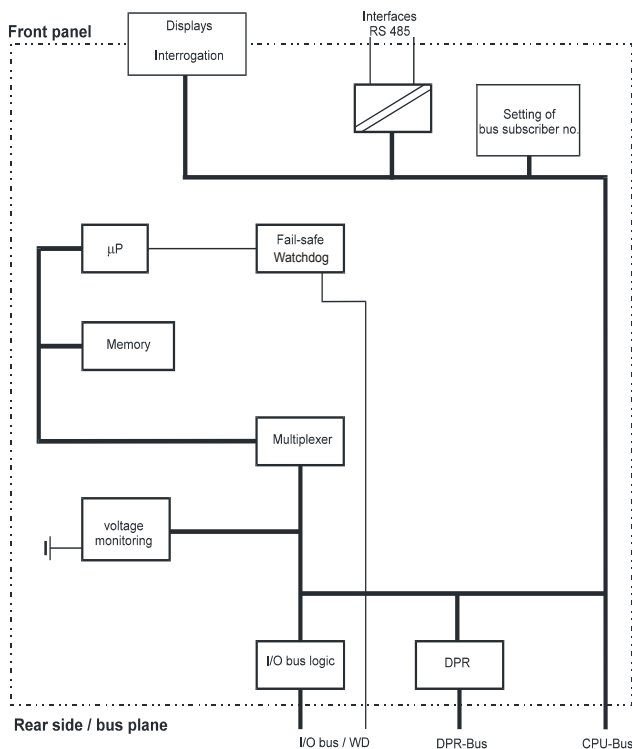 Displays
Interrogation
Interfaces
RS 485
Front panel
Setting of
bus subscriber no.
µP
Fail-safe
Watchdog
Memory
Multiplexer
voltage
monitoring
I/O bus logic
DPR
Rear side / bus plane
I/O bus / WD
DPR-Bus
CPU-Bus